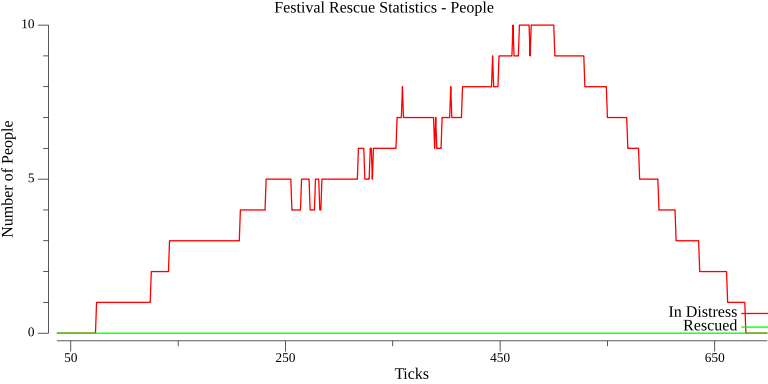 Festival Rescue Statistics - People
10
5
0
Number of People
In Distress
Rescued
50
250
450
650
Ticks